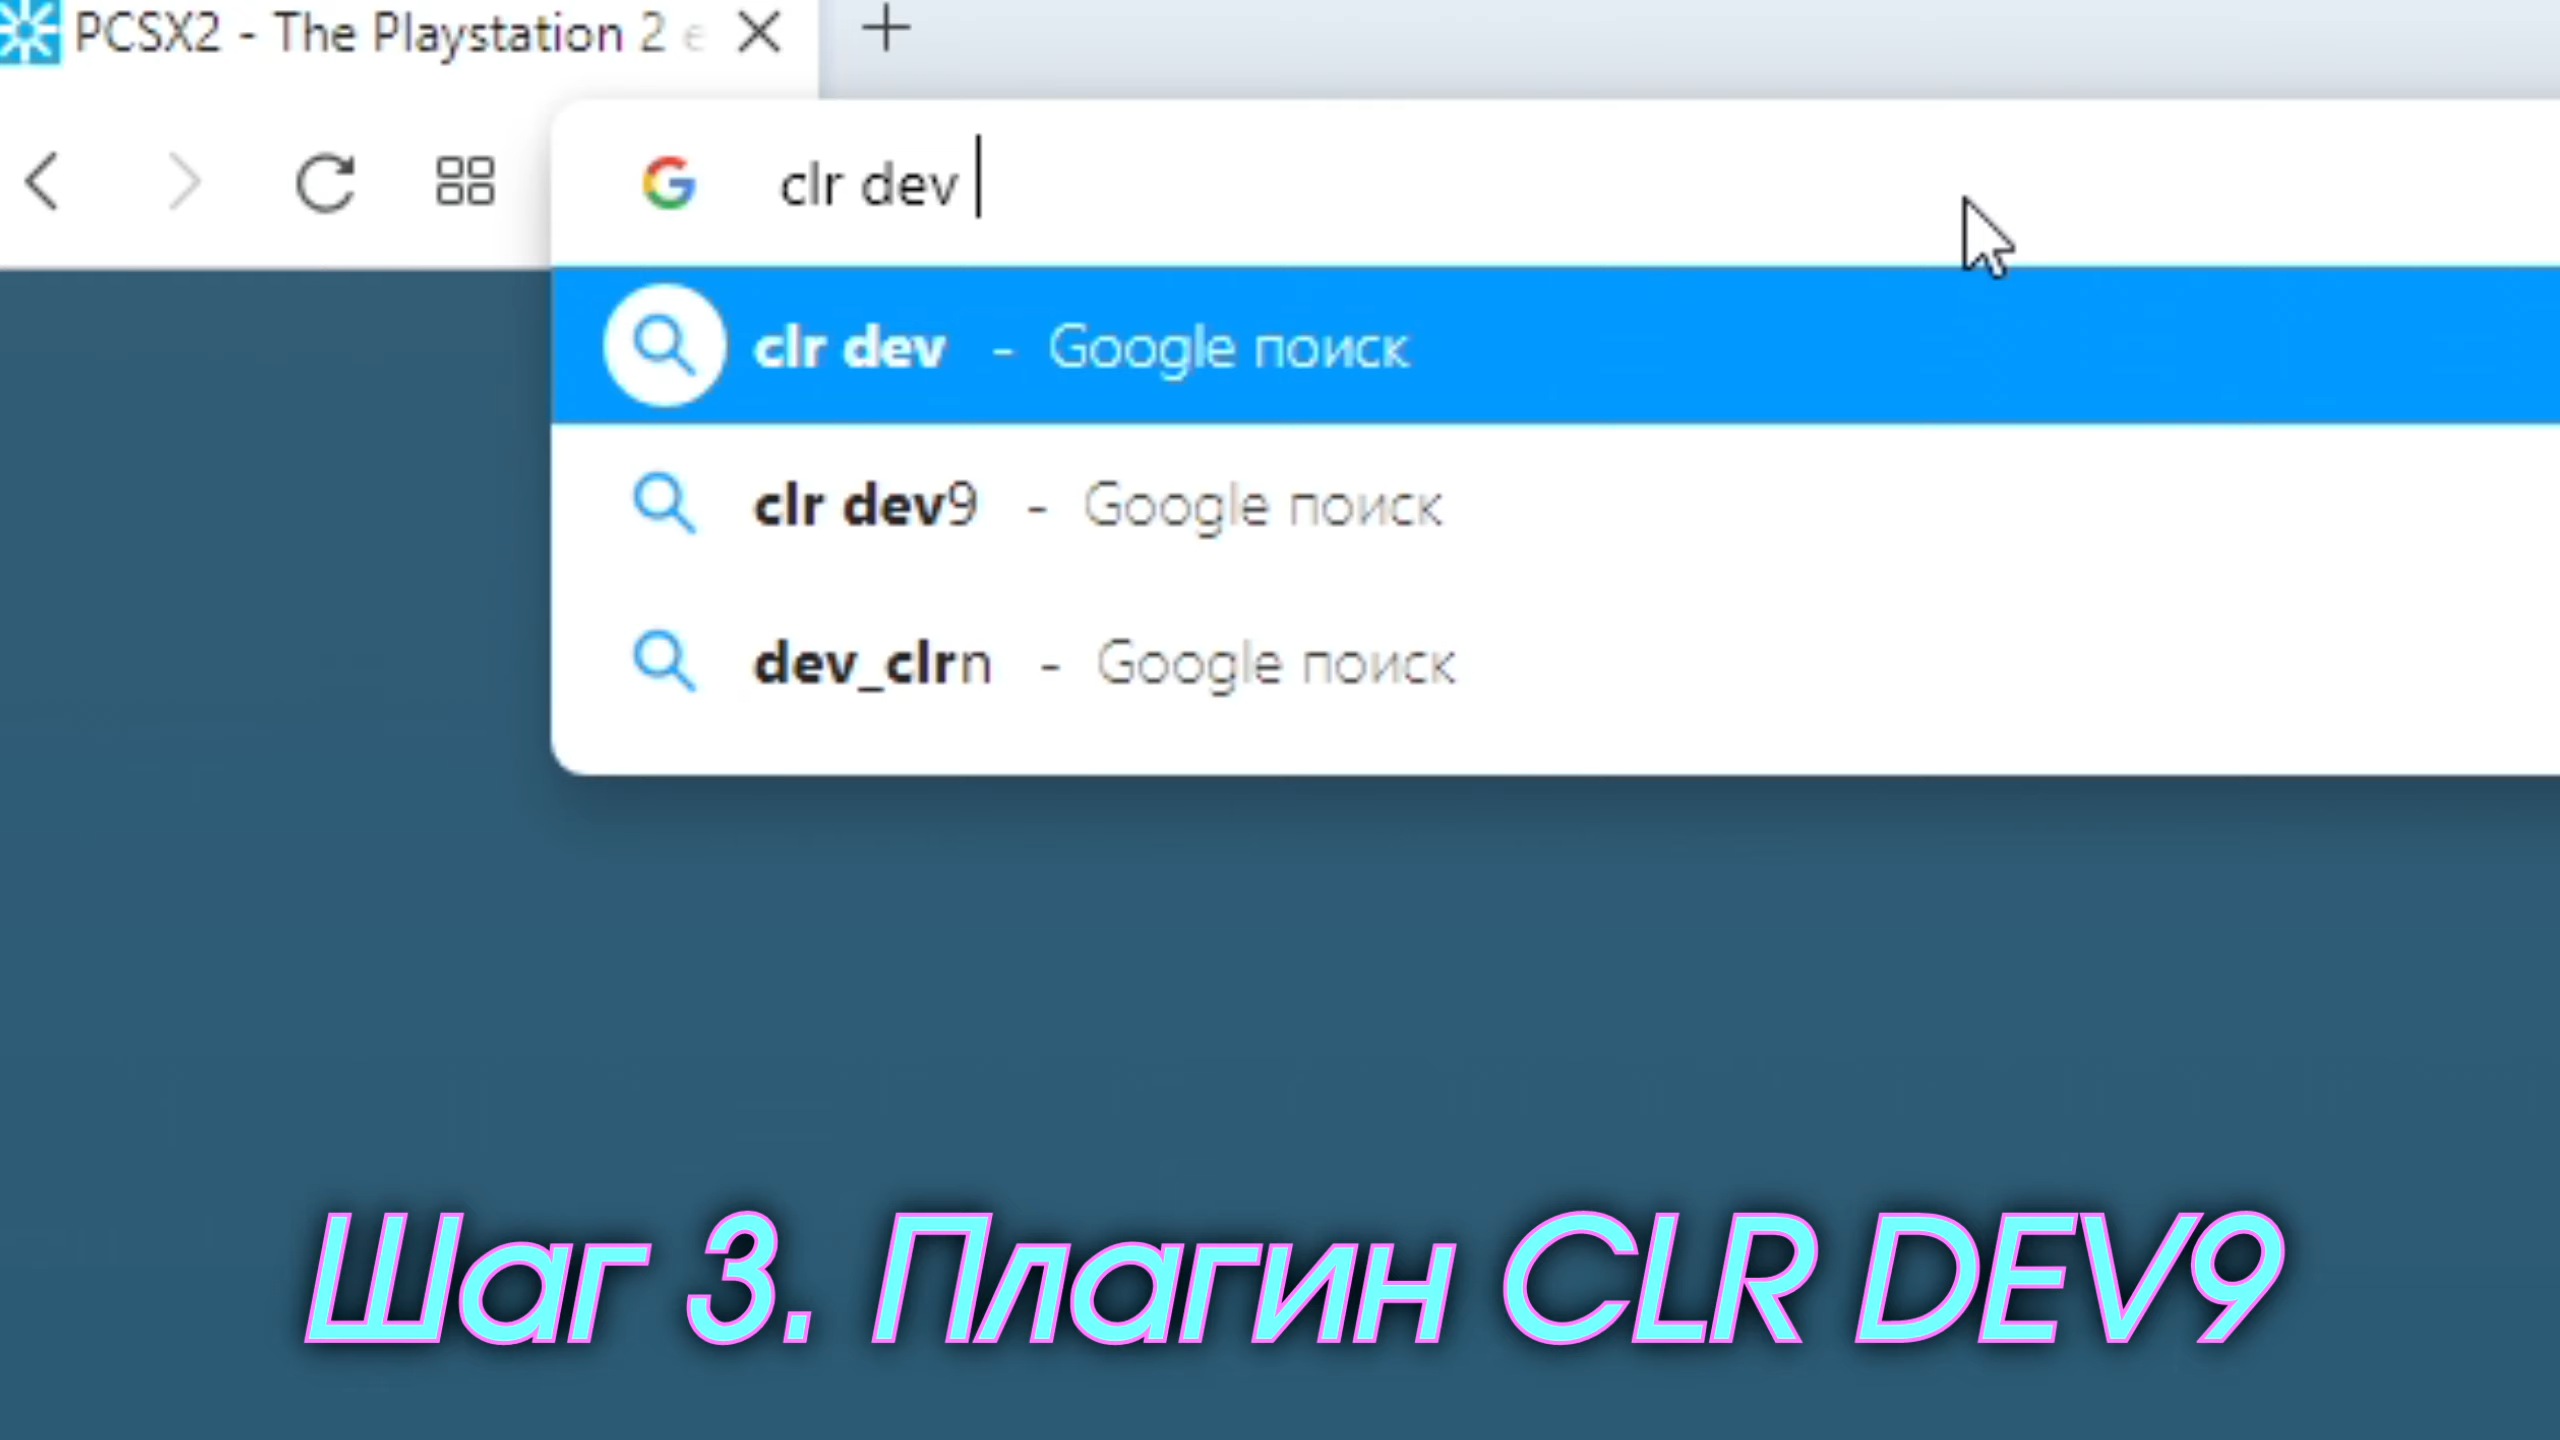 PCSX2 - The Playstation 2 e
clr dev
clr dev - Google поиск
clr dev9 - Google поиск
dev_clrn - Google поиск
Шаг 3. Плагин CLR DEV9